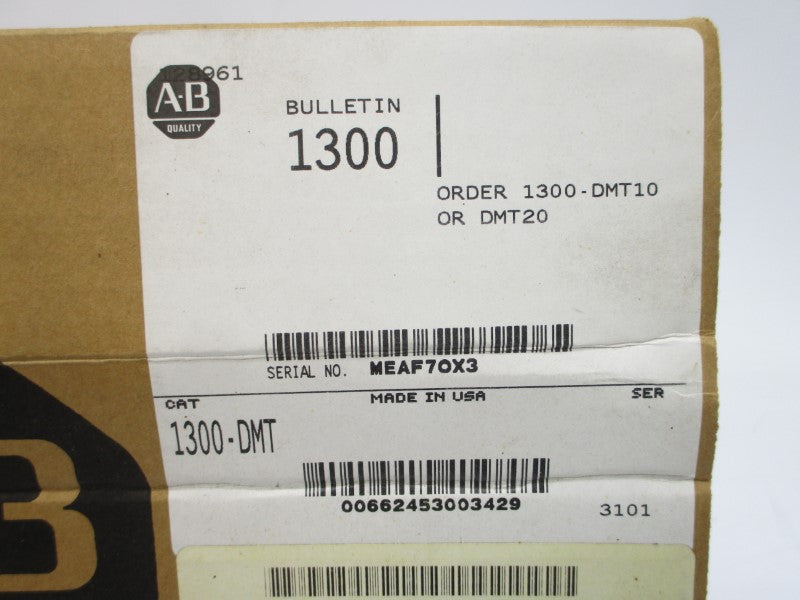 128961
A-B
QUALITY
BULLETIN
1300
ORDER 1300-DMT10
OR DMT20
SERIAL NO. MEAF70X3
CAT MADE IN USA SER
1300-DMT
00662453003429
3101
B